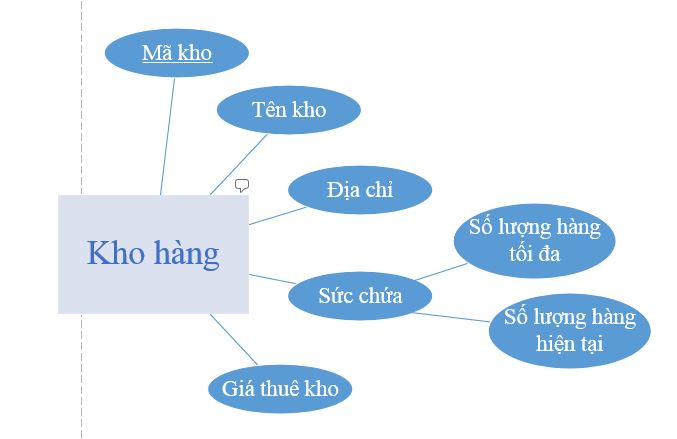 Mã kho
Tên kho
Địa chỉ
Kho hàng
Số lượng hàng
tối đa
Sức chứa
Số lượng hàng
hiện tại
Giá thuê kho